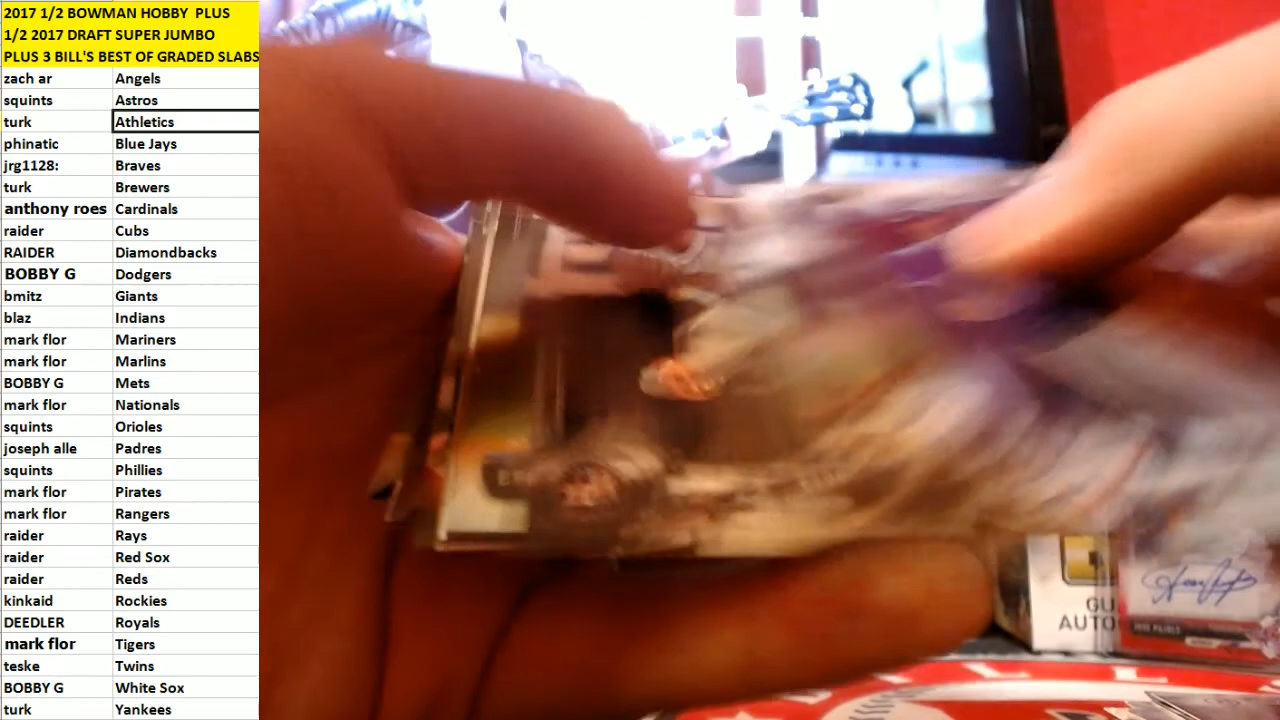 2017 1/2 BOWMAN HOBBY PLUS
1/2 2017 DRAFT SUPER JUMBO
PLUS 3 BILL'S BEST OF GRADED SLABS
zach ar Angels
squints Astros
turk Athletics
phinatic Blue Jays
jrg1128: Braves
turk Brewers
anthony roes Cardinals
raider Cubs
RAIDER Diamondbacks
BOBBY G Dodgers
bmitz Giants
blaz Indians
mark flor Mariners
mark flor Marlins
BOBBY G Mets
mark flor Nationals
squints Orioles
joseph alle Padres
squints Phillies
mark flor Pirates
mark flor Rangers
raider Rays
raider Red Sox
raider Reds
kinkaid Rockies
DEEDLER Royals
mark flor Tigers
teske Twins
BOBBY G White Sox
turk Yankees
GU
AUTO